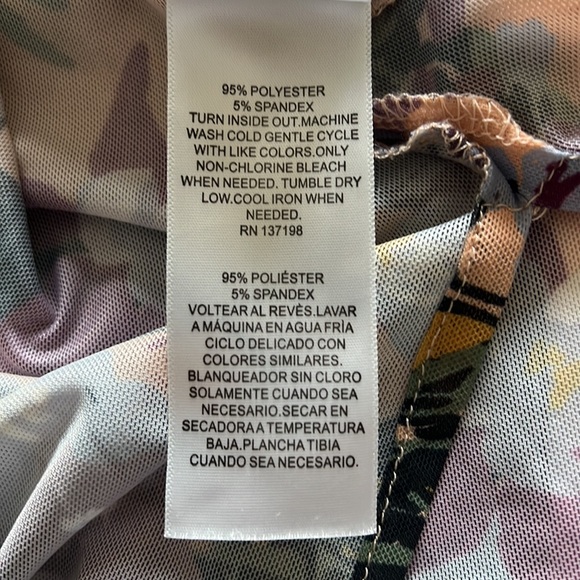 95% POLYESTER
5% SPANDEX
TURN INSIDE OUT.MACHINE
WASH COLD GENTLE CYCLE
WITH LIKE COLORS.ONLY
NON-CHLORINE BLEACH
WHEN NEEDED. TUMBLE DRY
LOW.COOL IRON WHEN
NEEDED.
RN 137198
95% POLIÉSTER
5% SPANDEX
VOLTEAR AL REVÉS.LAVAR
A MÁQUINA EN AGUA FRÍA
CICLO DELICADO CON
COLORES SIMILARES.
BLANQUEADOR SIN CLORO
SOLAMENTE CUANDO SEA
NECESARIO.SECAR EN
SECADORA A TEMPERATURA
BAJA.PLANCHA TIBIA
CUANDO SEA NECESARIO.